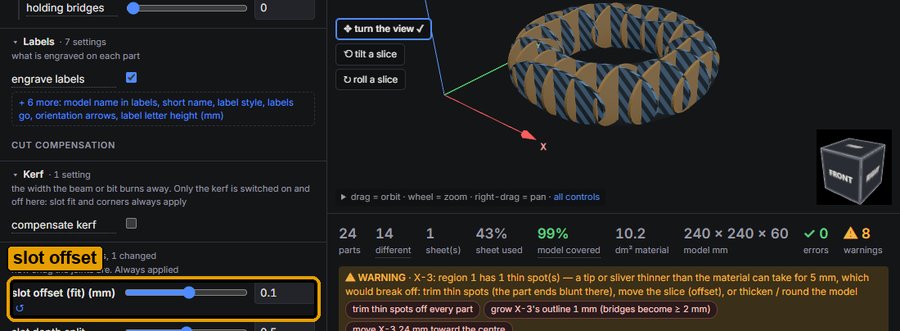 holding bridges
0
Labels · 7 settings
what is engraved on each part
engrave labels
+ 6 more: model name in labels, short name, label style, labels
go, orientation arrows, label letter height (mm)
CUT COMPENSATION
Kerf · 1 setting
the width the beam or bit burns away. Only the kerf is switched on and
off here: slot fit and corners always apply
compensate kerf
slot offset
, 1 changed
the joints are. Always applied
slot offset (fit) (mm)
0.1
slot depth split
0.5
turn the view ✓
tilt a slice
roll a slice
Y
X
FRONT
drag = orbit · wheel = zoom · right-drag = pan · all controls
24
parts
14
different
1
sheet(s)
43%
sheet used
99%
model covered
10.2
dm² material
240 × 240 × 60
model mm
✓ 0
errors
8
warnings
WARNING · X-3: region 1 has 1 thin spot(s) — a tip or sliver thinner than the material can take for 5 mm, which
would break off: trim thin spots (the part ends blunt there), move the slice (offset), or thicken / round the model
trim thin spots off every part
grow X-3's outline 1 mm (bridges become ≥ 2 mm)
move X-3 24 mm toward the centre